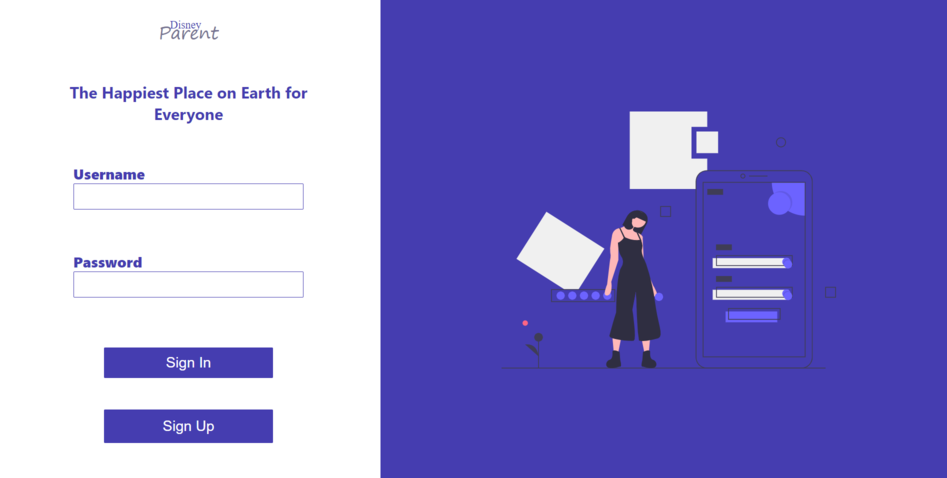 Disney
Parent
The Happiest Place on Earth for
Everyone
Username
Password
Sign In
Sign Up